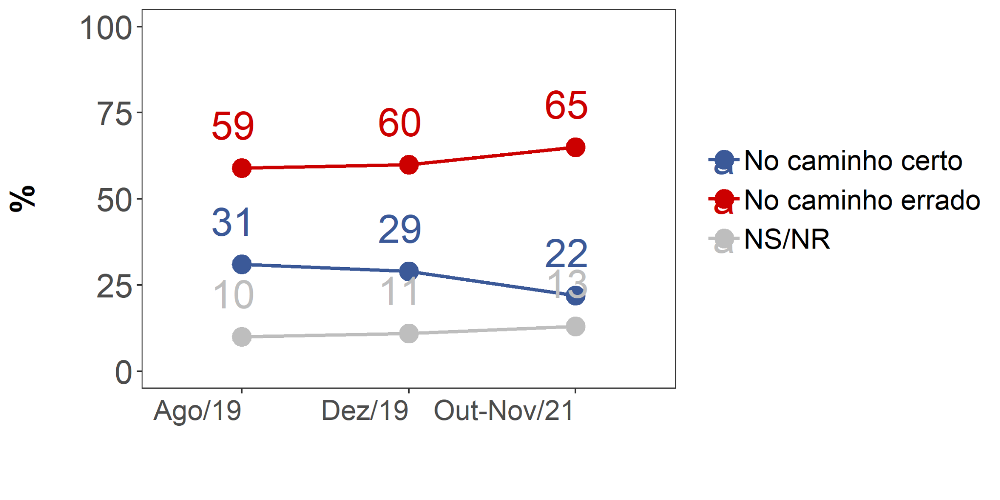 100
75
50
25
0
%
59
60
65
31
29
22
10
11
13
Ago/19
Dez/19
Out-Nov/21
a No caminho certo
a No caminho errado
a NS/NR